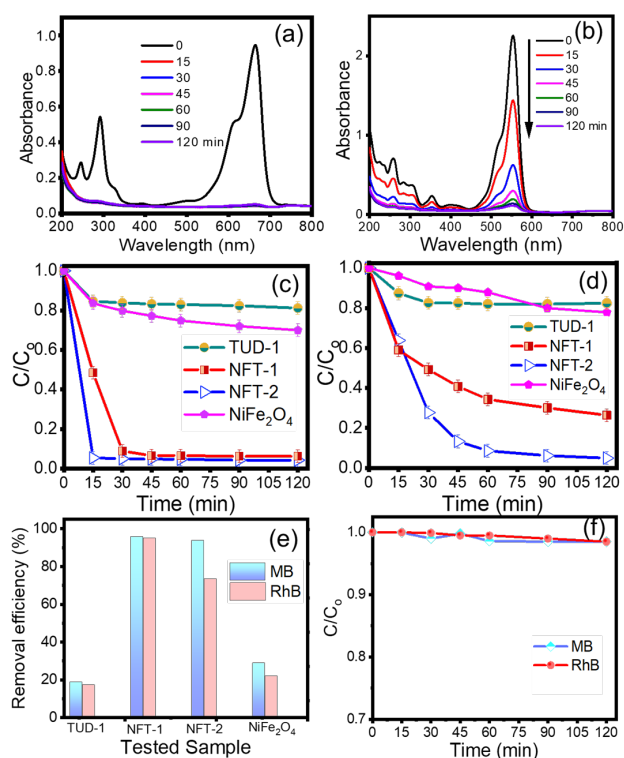 (a)
Absorbance
1.0
0.8
0.6
0.4
0.2
0.0
0
15
30
45
60
90
120 min
200 300 400 500 600 700 800
Wavelength (nm)
(b)
Absorbance
2
1
0
0
15
30
45
60
90
120 min
200 300 400 500 600 700 800
Wavelength (nm)
(c)
C/C
1.0
0.8
0.6
0.4
0.2
0.0
TUD-1
NFT-1
NFT-2
NiFe2O4
0 15 30 45 60 75 90 105 120
Time (min)
(d)
C/Co
1.0
0.8
0.6
0.4
0.2
0.0
TUD-1
NFT-1
NFT-2
NiFe2O4
0 15 30 45 60 75 90 105 120
Time (min)
(e)
Removal efficiency (%)
100
80
60
40
20
0
MB
RhB
TUD-1 NFT-1 NFT-2 NiFe2O4
Tested Sample
(f)
C/Co
1.0
0.9
0.8
0.7
MB
RhB
0 15 30 45 60 75 90 105 120
Time (min)